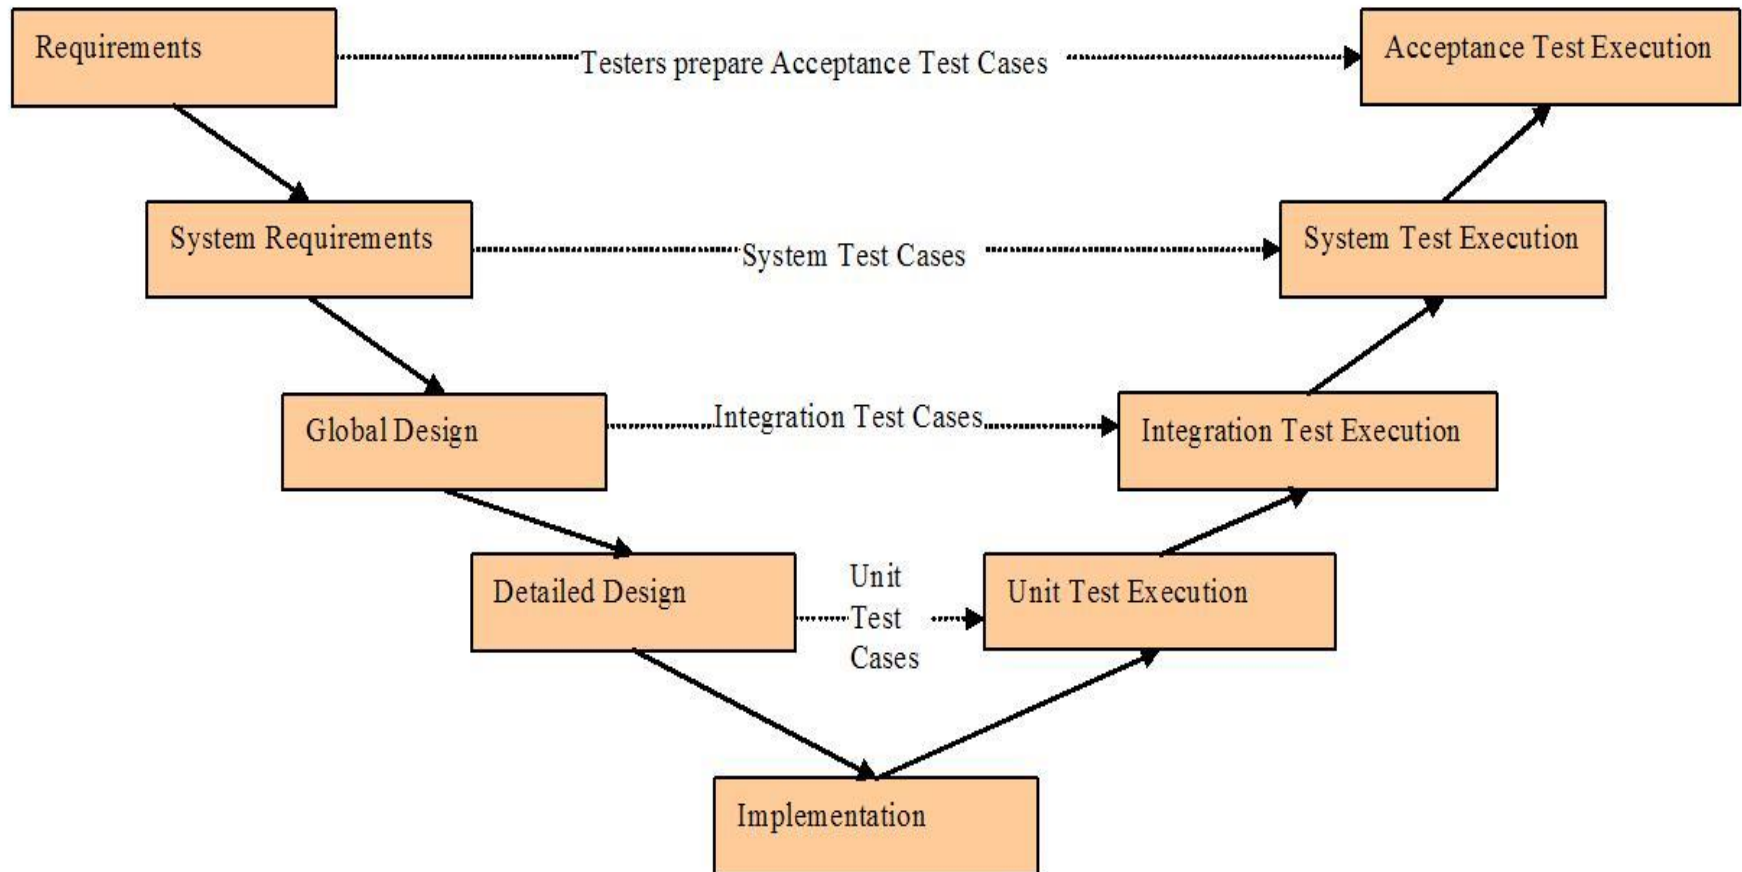 Requirements
Testers prepare Acceptance Test Cases
Acceptance Test Execution
System Requirements
System Test Cases
System Test Execution
Global Design
Integration Test Cases
Integration Test Execution
Detailed Design
Unit
Test
Cases
Unit Test Execution
Implementation